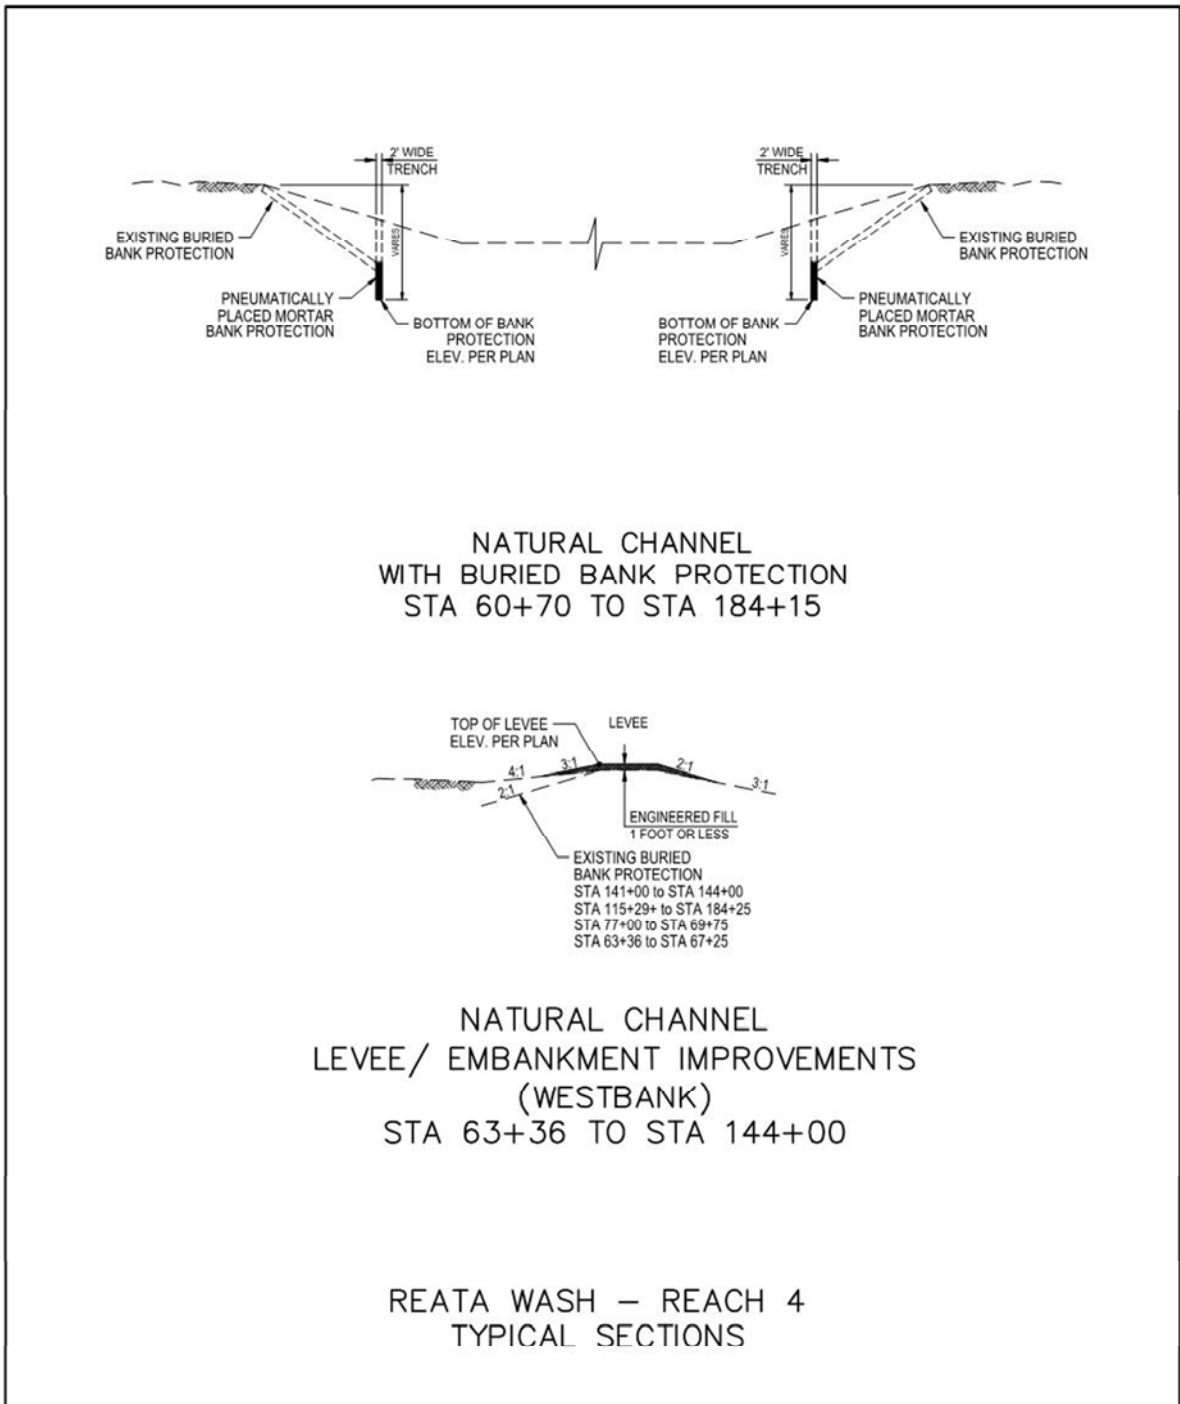 2' WIDE
TRENCH
VARIES
EXISTING BURIED
BANK PROTECTION
PNEUMATICALLY
PLACED MORTAR
BANK PROTECTION
BOTTOM OF BANK
PROTECTION
ELEV. PER PLAN
2' WIDE
TRENCH
VARIES
EXISTING BURIED
BANK PROTECTION
BOTTOM OF BANK
PROTECTION
ELEV. PER PLAN
PNEUMATICALLY
PLACED MORTAR
BANK PROTECTION
NATURAL CHANNEL
WITH BURIED BANK PROTECTION
STA 60+70 TO STA 184+15
TOP OF LEVEE
ELEV. PER PLAN
LEVEE
4:1
3:1
2:1
3:1
2:1
ENGINEERED FILL
1 FOOT OR LESS
EXISTING BURIED
BANK PROTECTION
STA 141+00 to STA 144+00
STA 115+29+ to STA 184+25
STA 77+00 to STA 69+75
STA 63+36 to STA 67+25
NATURAL CHANNEL
LEVEE/ EMBANKMENT IMPROVEMENTS
(WESTBANK)
STA 63+36 TO STA 144+00
REATA WASH – REACH 4
TYPICAL SECTIONS